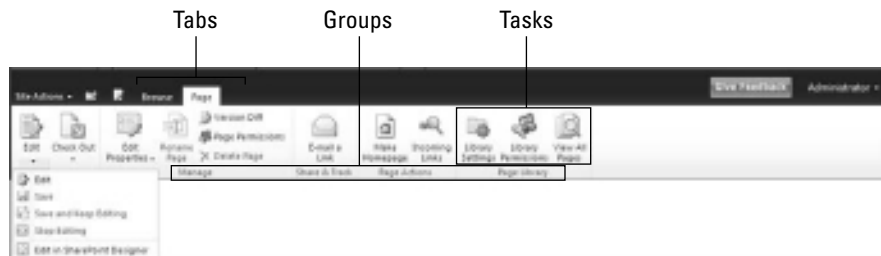 Tabs Groups Tasks
Site Actions Browse Page Give Feedback Administrator
Edit Check Out Edit Properties Rename Page Version Diff Page Permissions Delete Page E-mail a Link Make Homepage Incoming Links Library Settings Library Permissions View All Pages
Manage Share & Track Page Actions Page Library
Edit
Save
Save and Keep Editing
Stop Editing
Edit in SharePoint Designer